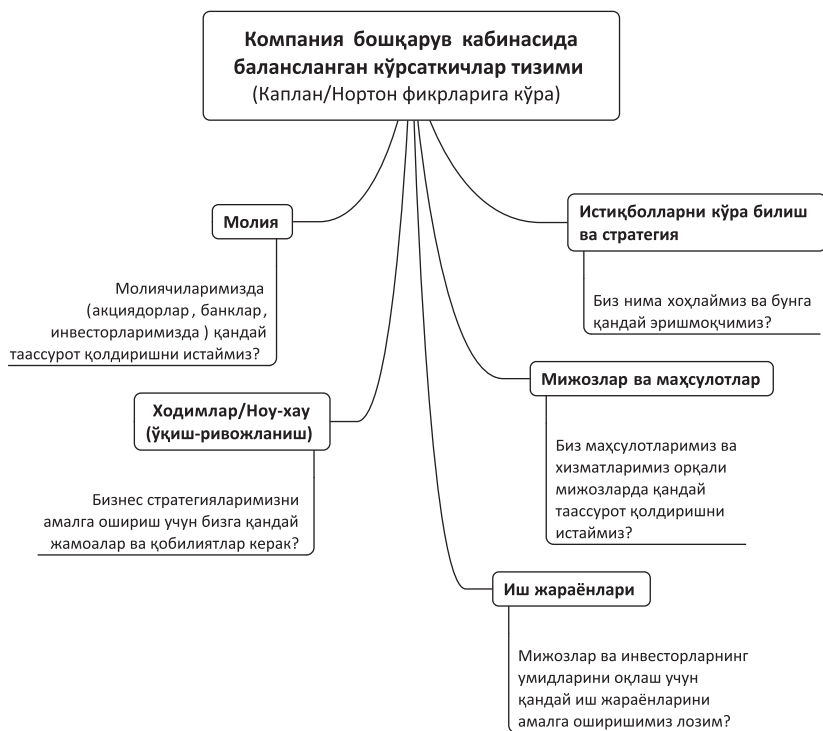 Компания бошқарув кабинасида
балансланган кўрсаткичлар тизими
(Каплан/Нортон фикрларига кўра)
Молия
Молиячиларимизда
(акциядорлар, банклар,
инвесторларимизда) қандай
таассурот қолдиришни истаймиз?
Истиқболларни кўра билиш
ва стратегия
Биз нима хоҳлаймиз ва бунга
қандай эришмоқчимиз?
Ходимлар/Ноу-хау
(ўқиш-ривожланиш)
Бизнес стратегияларимизни
амалга ошириш учун бизга қандай
жамоалар ва қобилиятлар керак?
Мижозлар ва маҳсулотлар
Биз маҳсулотларимиз ва
хизматларимиз орқали
мижозларда қандай
таассурот қолдиришни
истаймиз?
Иш жараёнлари
Мижозлар ва инвесторларнинг
умидларини оқлаш учун
қандай иш жараёнларини
амалга оширишимиз лозим?